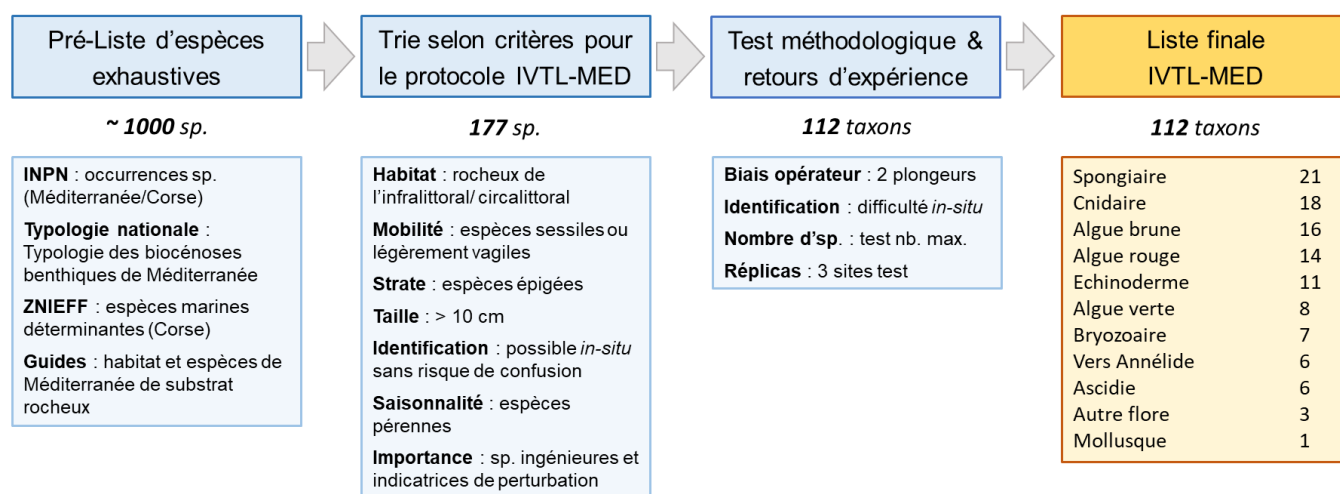 Pré-Liste d'espèces
exhaustives
~ 1000 sp.
INPN : occurrences sp.
(Méditerranée/Corse)
Typologie nationale :
Typologie des biocénoses
benthiques de Méditerranée
ZNIEFF : espèces marines
déterminantes (Corse)
Guides : habitat et espèces de
Méditerranée de substrat
rocheux
Trie selon critères pour
le protocole IVTL-MED
177 sp.
Habitat : rocheux de
l'infralittoral/ circalittoral
Mobilité : espèces sessiles ou
légèrement vagiles
Strate : espèces épigées
Taille : > 10 cm
Identification : possible in-situ
sans risque de confusion
Saisonnalité : espèces
pérennes
Importance : sp. ingénieures et
indicatrices de perturbation
Test méthodologique &
retours d'expérience
112 taxons
Biais opérateur : 2 plongeurs
Identification : difficulté in-situ
Nombre d'sp. : test nb. max.
Réplicas : 3 sites test
Liste finale
IVTL-MED
112 taxons
Spongiaire 21
Cnidaire 18
Algue brune 16
Algue rouge 14
Echinoderme 11
Algue verte 8
Bryozoaire 7
Vers Annélide 6
Ascidie 6
Autre flore 3
Mollusque 1